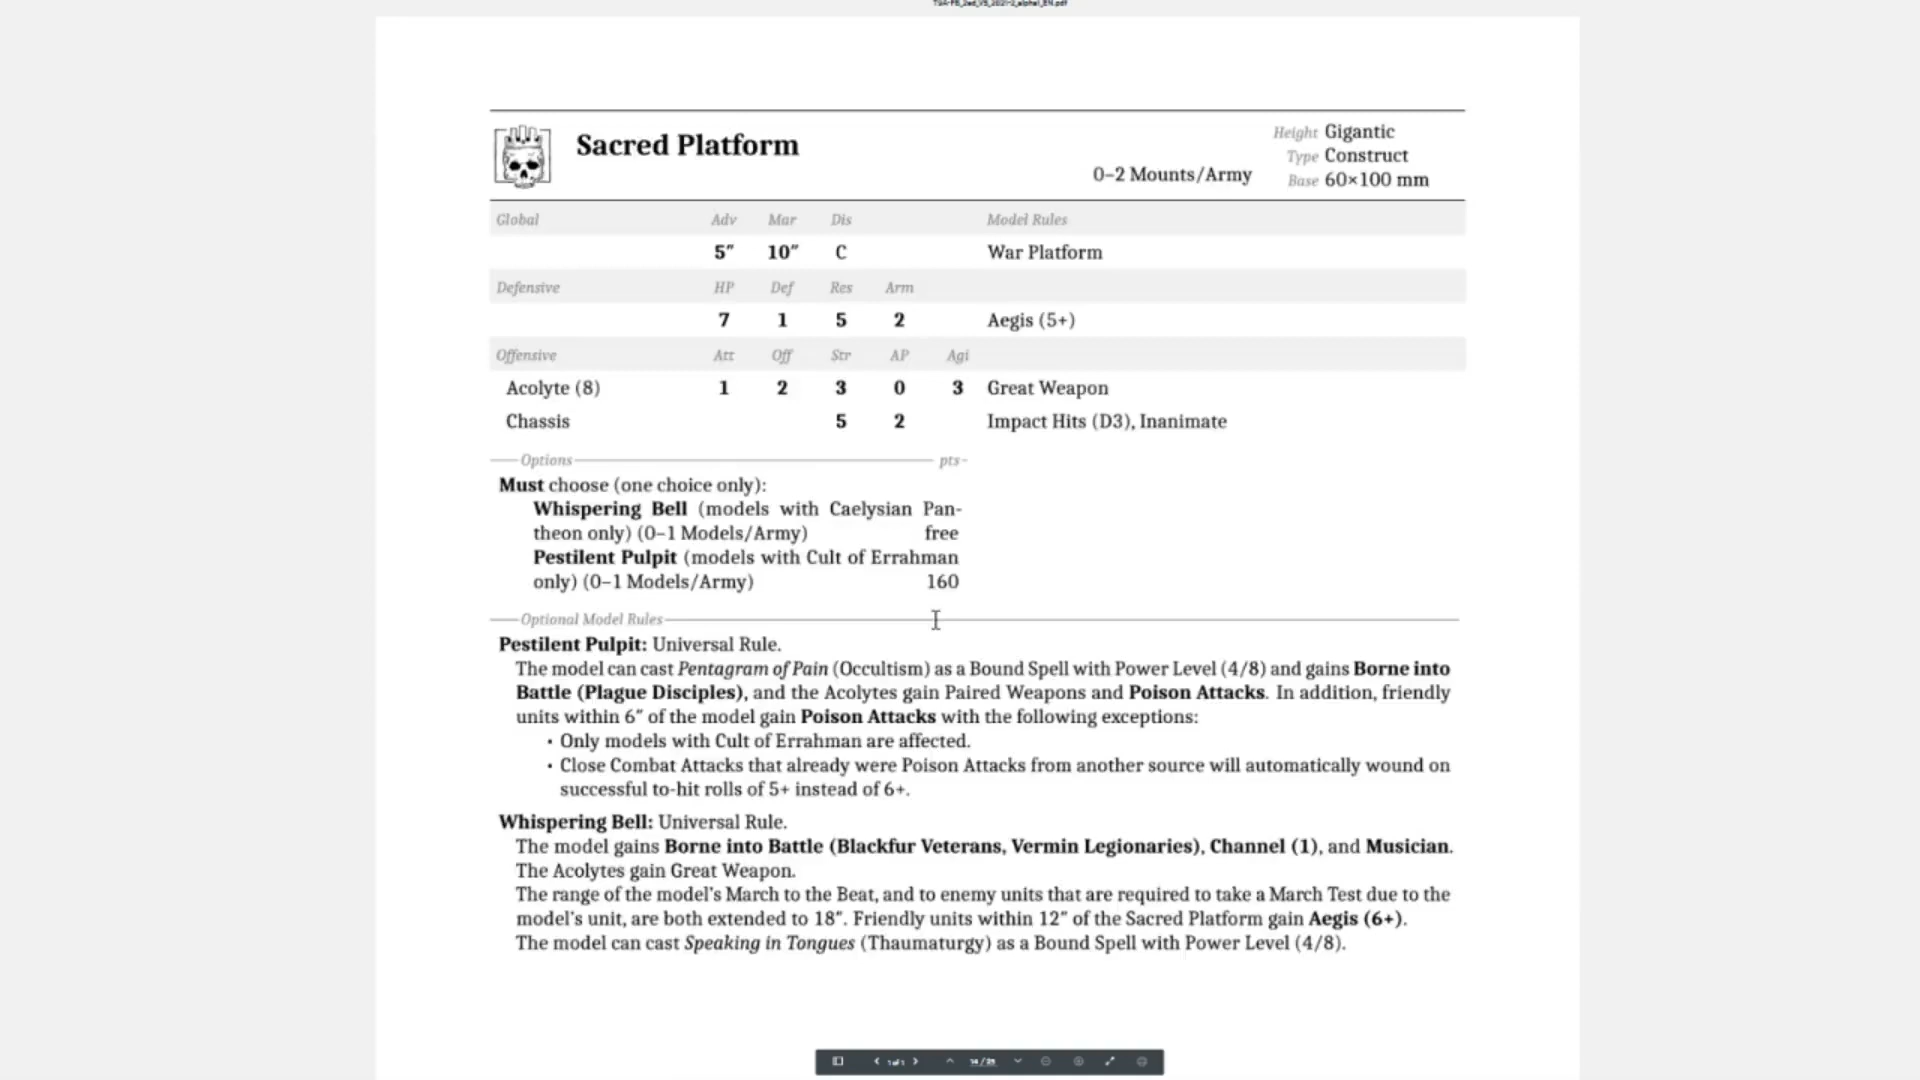 TSA-FB_2ed_V5_2021-2_alpha1_EN.pdf
Sacred Platform
0–2 Mounts/Army
Height Gigantic
Type Construct
Base 60×100 mm
Global Adv Mar Dis Model Rules
5″ 10″ C War Platform
Defensive HP Def Res Arm
7 1 5 2 Aegis (5+)
Offensive Att Off Str AP Agi
Acolyte (8) 1 2 3 0 3 Great Weapon
Chassis 5 2 Impact Hits (D3), Inanimate
Options pts
Must choose (one choice only):
Whispering Bell (models with Caelysian Pan-
theon only) (0–1 Models/Army) free
Pestilent Pulpit (models with Cult of Errahman
only) (0–1 Models/Army) 160
Optional Model Rules
Pestilent Pulpit: Universal Rule.
The model can cast Pentagram of Pain (Occultism) as a Bound Spell with Power Level (4/8) and gains Borne into
Battle (Plague Disciples), and the Acolytes gain Paired Weapons and Poison Attacks. In addition, friendly
units within 6″ of the model gain Poison Attacks with the following exceptions:
• Only models with Cult of Errahman are affected.
• Close Combat Attacks that already were Poison Attacks from another source will automatically wound on
successful to-hit rolls of 5+ instead of 6+.
Whispering Bell: Universal Rule.
The model gains Borne into Battle (Blackfur Veterans, Vermin Legionaries), Channel (1), and Musician.
The Acolytes gain Great Weapon.
The range of the model's March to the Beat, and to enemy units that are required to take a March Test due to the
model's unit, are both extended to 18″. Friendly units within 12″ of the Sacred Platform gain Aegis (6+).
The model can cast Speaking in Tongues (Thaumaturgy) as a Bound Spell with Power Level (4/8).
1 of 1 14 / 25